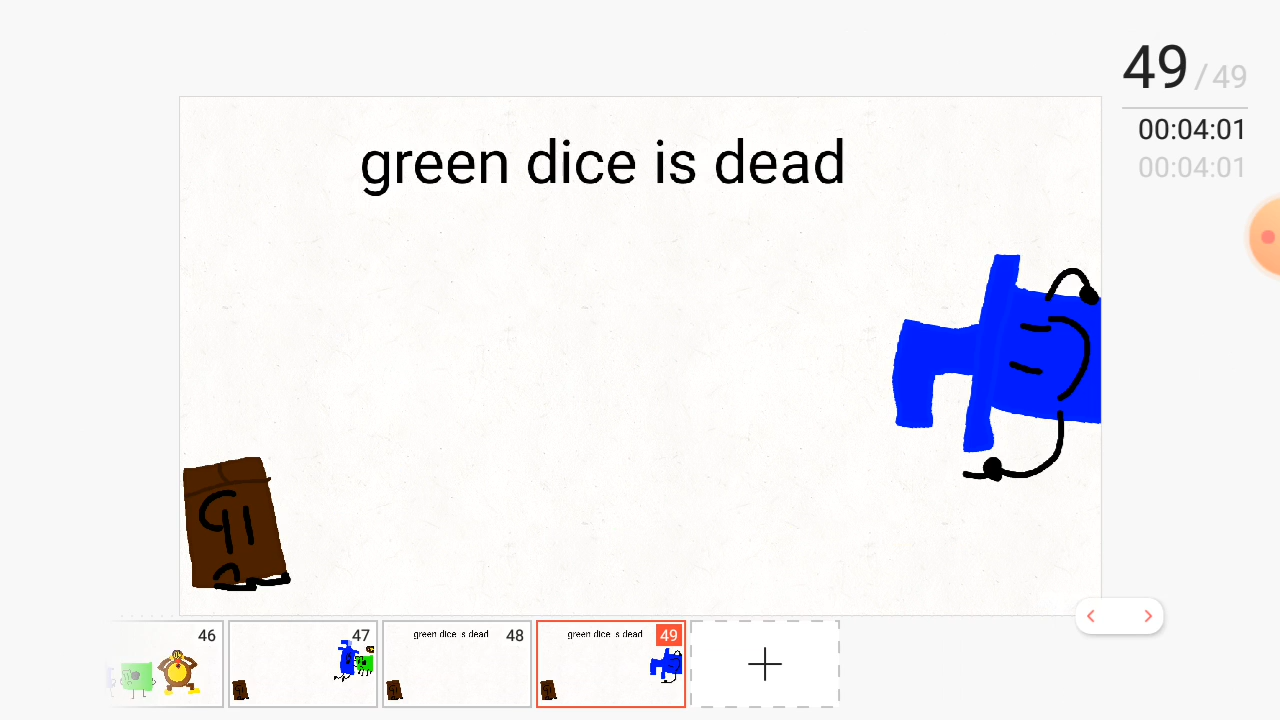 49 / 49
00:04:01
00:04:01
green dice is dead
46
47
green dice is dead 48
green dice is dead 49